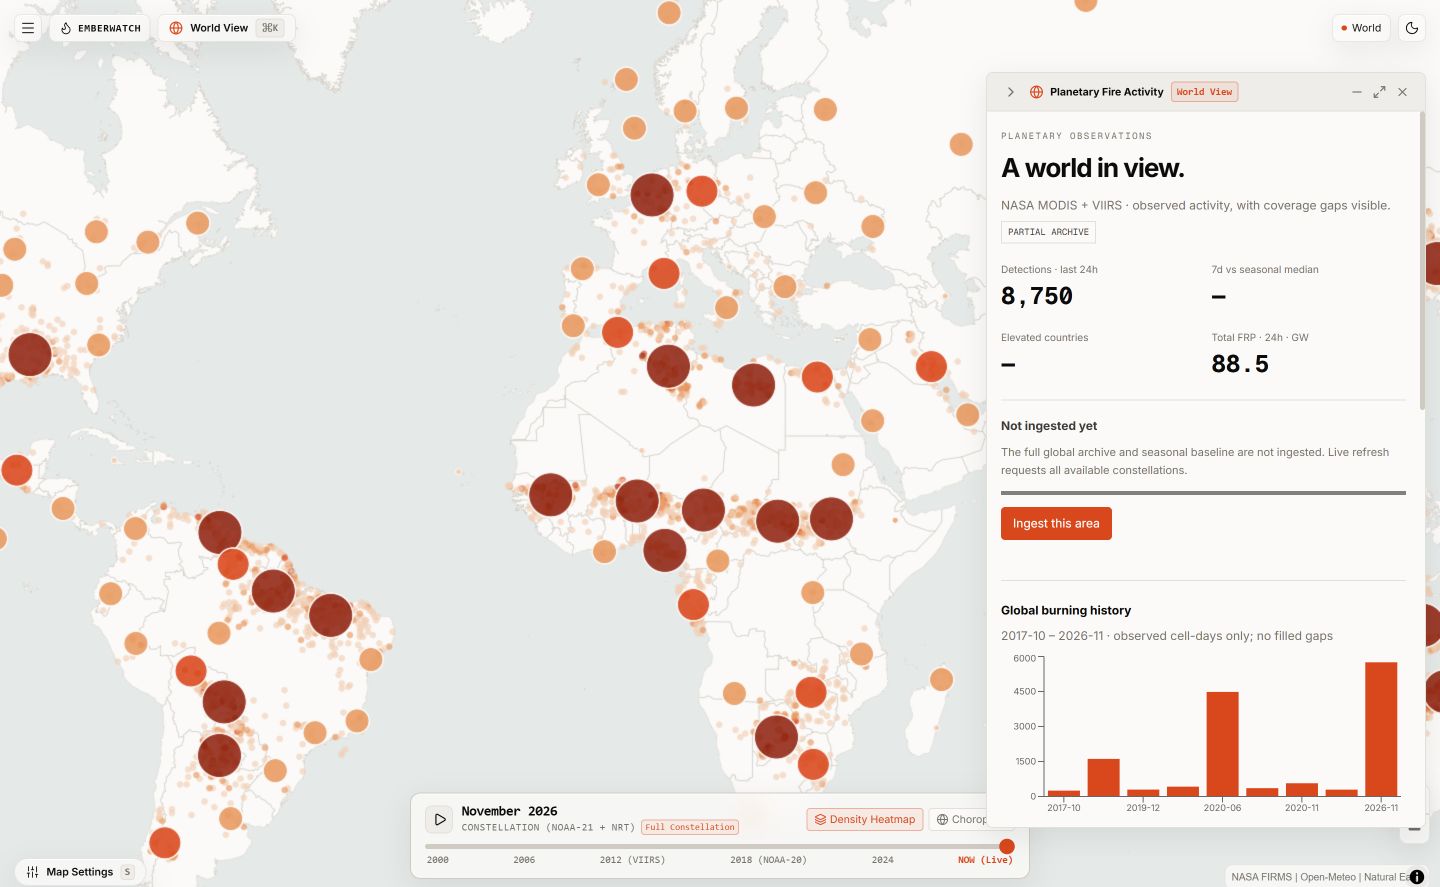 EMBERWATCH
World View ⌘K
World
Planetary Fire Activity World View
PLANETARY OBSERVATIONS
A world in view.
NASA MODIS + VIIRS · observed activity, with coverage gaps visible.
PARTIAL ARCHIVE
Detections · last 24h
8,750
7d vs seasonal median
—
Elevated countries
—
Total FRP · 24h · GW
88.5
Not ingested yet
The full global archive and seasonal baseline are not ingested. Live refresh
requests all available constellations.
Ingest this area
Global burning history
2017-10 – 2026-11 · observed cell-days only; no filled gaps
6000
4500
3000
1500
0
2017-10 2019-12 2020-06 2020-11 2026-11
November 2026
CONSTELLATION (NOAA-21 + NRT) Full Constellation
Density Heatmap
Chorop
2000 2006 2012 (VIIRS) 2018 (NOAA-20) 2024 NOW (Live)
Map Settings S
NASA FIRMS | Open-Meteo | Natural Ea